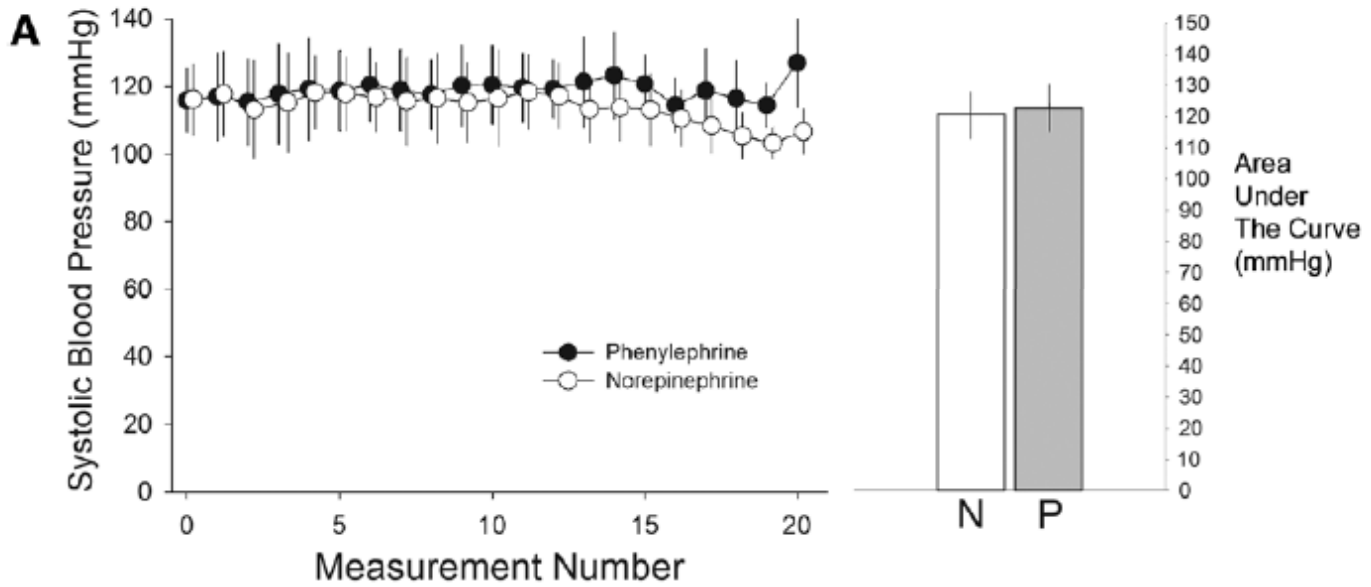 A
Systolic Blood Pressure (mmHg)
140
120
100
80
60
40
20
0
0
5
10
15
20
Measurement Number
Phenylephrine
Norepinephrine
N
P
150
140
130
120
110
100
90
80
70
60
50
40
30
20
10
0
Area
Under
The Curve
(mmHg)